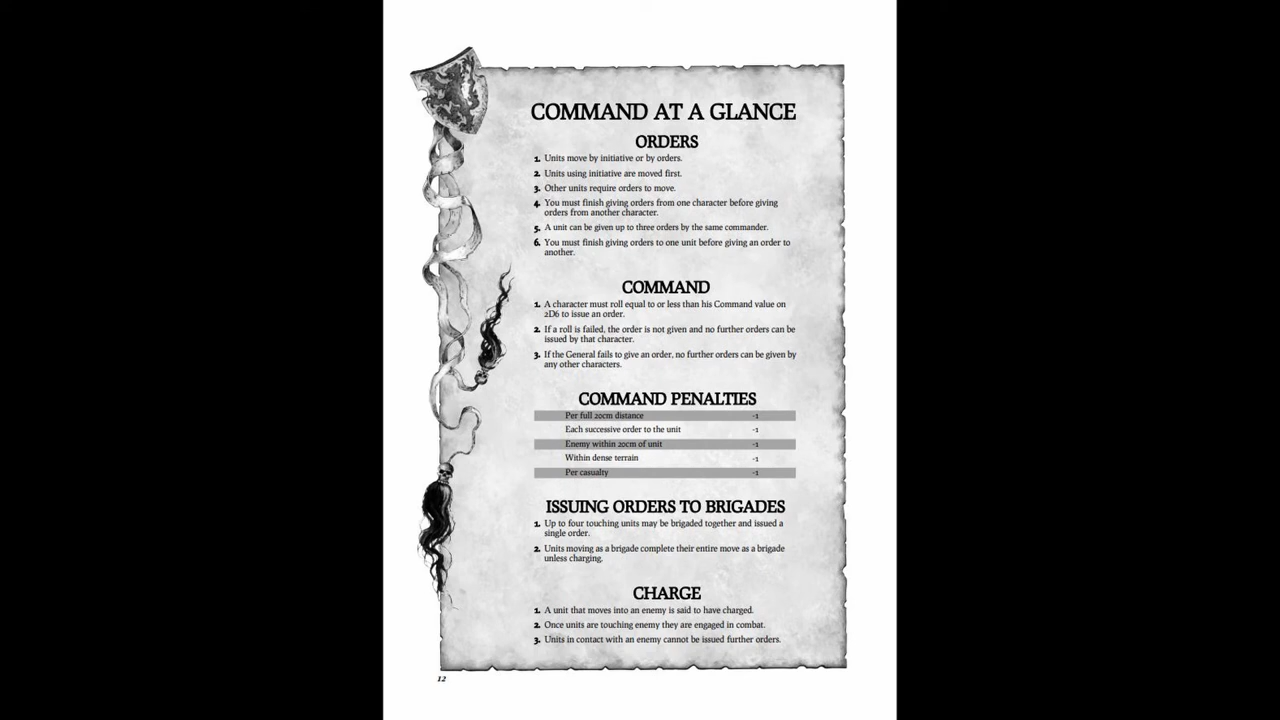 COMMAND AT A GLANCE
ORDERS
1. Units move by initiative or by orders.
2. Units using initiative are moved first.
3. Other units require orders to move.
4. You must finish giving orders from one character before giving
orders from another character.
5. A unit can be given up to three orders by the same commander.
6. You must finish giving orders to one unit before giving an order to
another.
COMMAND
1. A character must roll equal to or less than his Command value on
2D6 to issue an order.
2. If a roll is failed, the order is not given and no further orders can be
issued by that character.
3. If the General fails to give an order, no further orders can be given by
any other characters.
COMMAND PENALTIES
Per full 20cm distance -1
Each successive order to the unit -1
Enemy within 20cm of unit -1
Within dense terrain -1
Per casualty -1
ISSUING ORDERS TO BRIGADES
1. Up to four touching units may be brigaded together and issued a
single order.
2. Units moving as a brigade complete their entire move as a brigade
unless charging.
CHARGE
1. A unit that moves into an enemy is said to have charged.
2. Once units are touching enemy they are engaged in combat.
3. Units in contact with an enemy cannot be issued further orders.
12